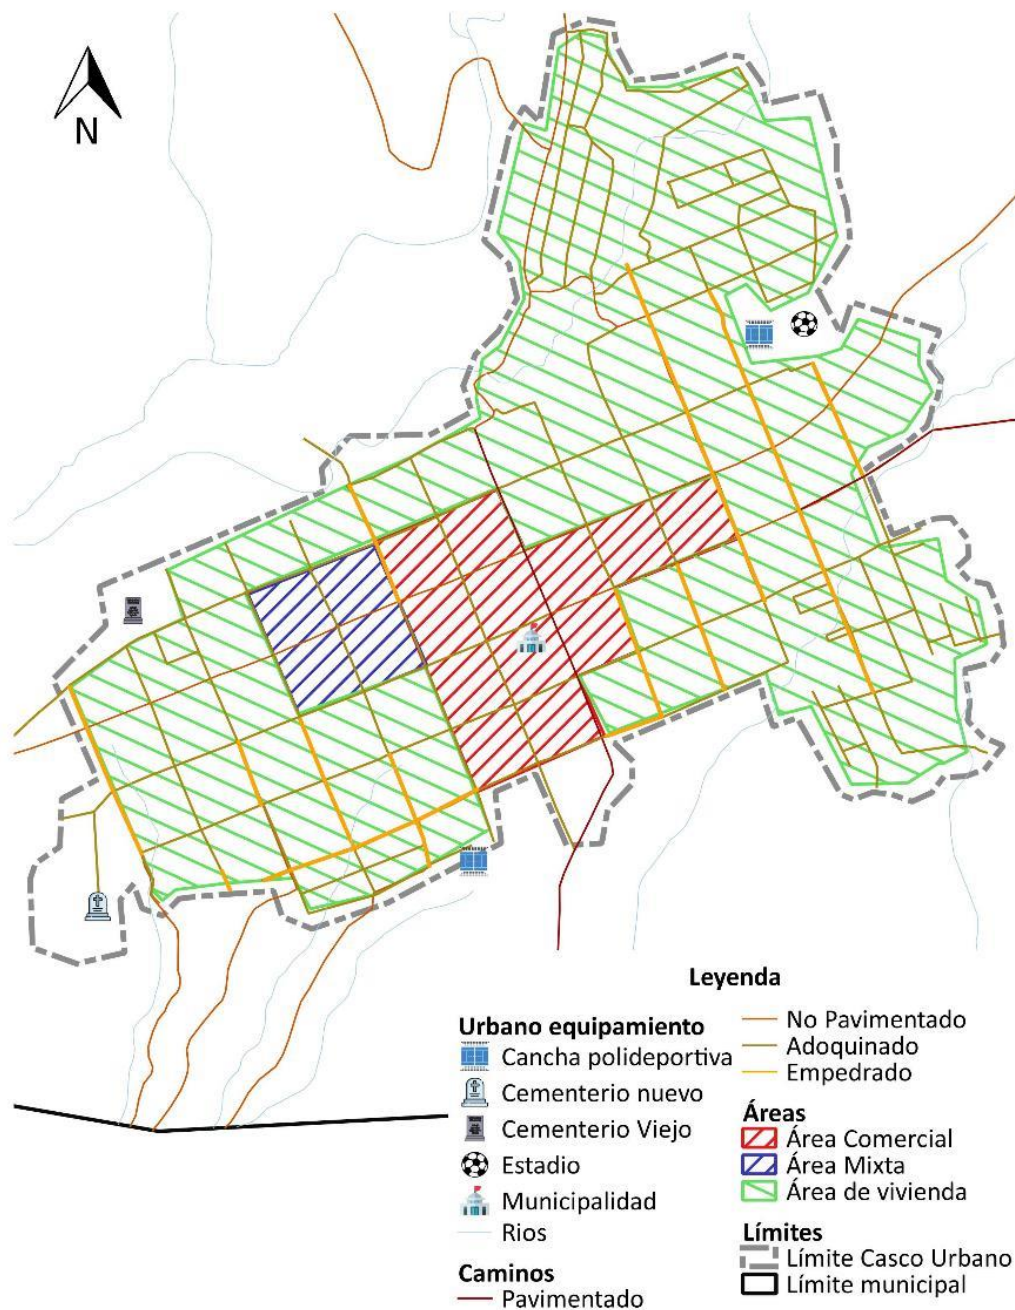 N
Leyenda
Urbano equipamiento
Cancha polideportiva
Cementerio nuevo
Cementerio Viejo
Estadio
Municipalidad
Rios
Caminos
Pavimentado
No Pavimentado
Adoquinado
Empedrado
Áreas
Área Comercial
Área Mixta
Área de vivienda
Límites
Límite Casco Urbano
Límite municipal